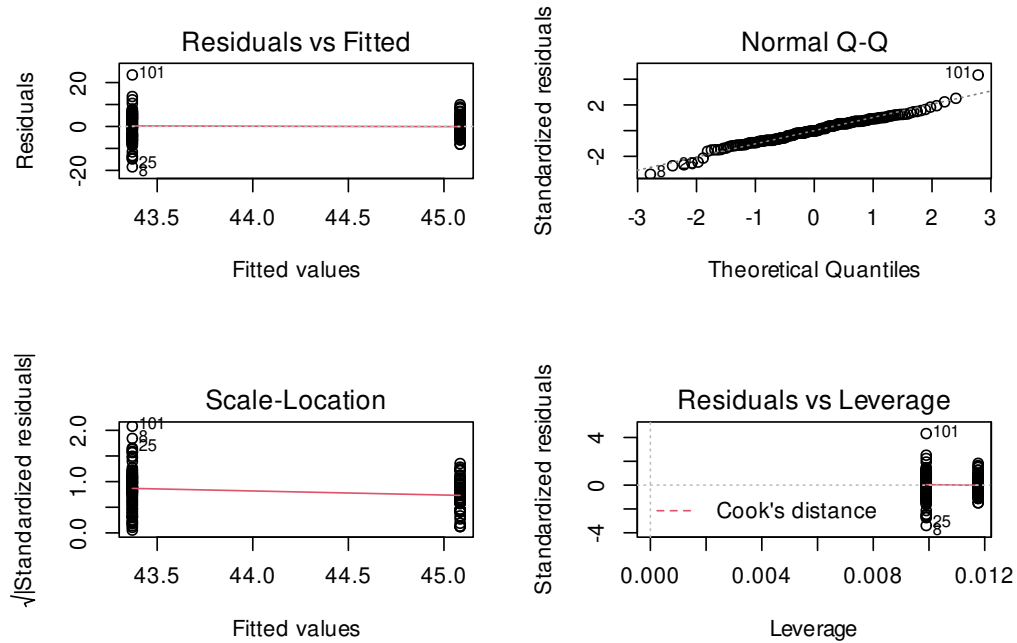 Residuals vs Fitted
Residuals
20
0
-20
101
25
8
43.5 44.0 44.5 45.0
Fitted values
Normal Q-Q
Standardized residuals
2
-2
101
8
-3 -2 -1 0 1 2 3
Theoretical Quantiles
Scale-Location
√|Standardized residuals|
2.0
1.0
0.0
101
8
25
43.5 44.0 44.5 45.0
Fitted values
Residuals vs Leverage
Standardized residuals
4
0
-4
101
25
8
Cook's distance
0.000 0.004 0.008 0.012
Leverage